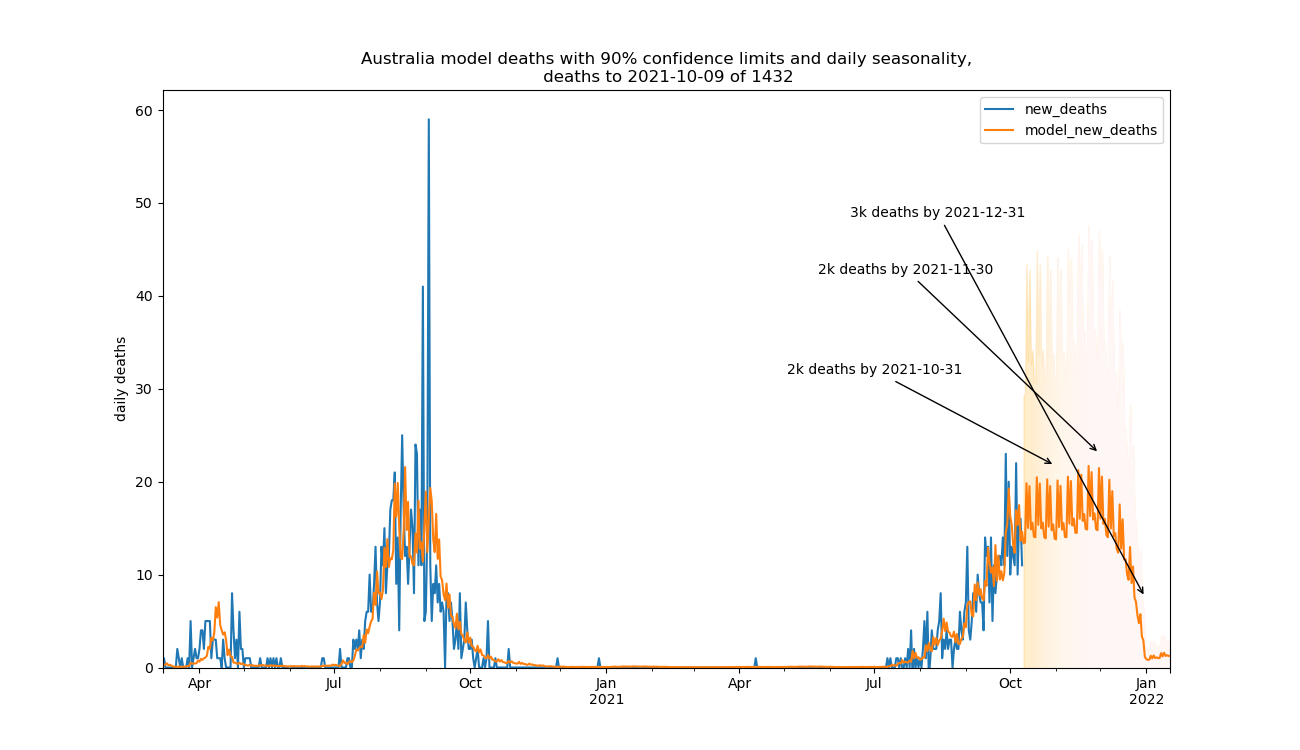 Australia model deaths with 90% confidence limits and daily seasonality,
deaths to 2021-10-09 of 1432
new_deaths
model_new_deaths
daily deaths
60
50
40
30
20
10
0
3k deaths by 2021-12-31
2k deaths by 2021-11-30
2k deaths by 2021-10-31
Apr
Jul
Oct
Jan
2021
Apr
Jul
Oct
Jan
2022